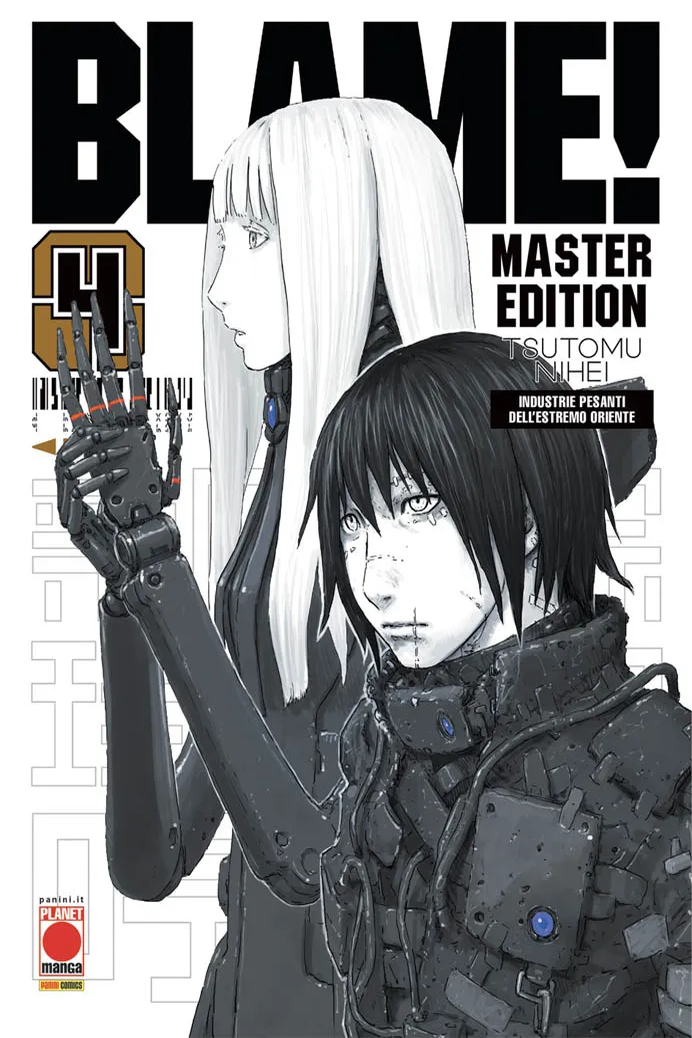 BLAME!
4
MASTER
EDITION
TSUTOMU
NIHEI
INDUSTRIE PESANTI
DELL'ESTREMO ORIENTE
panini.it
PLANET
manga
PANINI COMICS